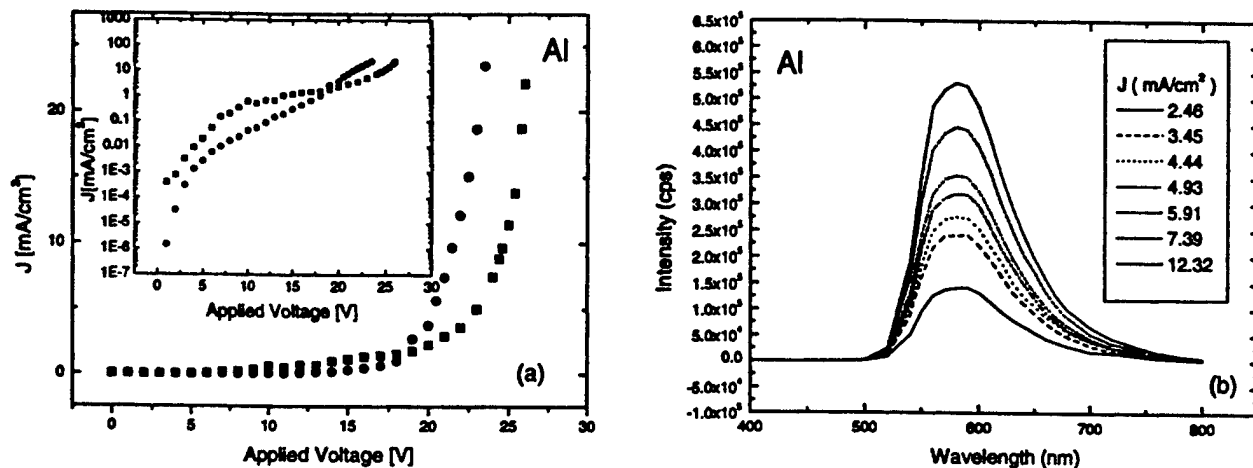 Al
J [mA/cm²]
20
10
0
0
5
10
15
20
25
30
Applied Voltage [V]
(a)
J[mA/cm²]
1000
100
10
1
0.1
0.01
1E-3
1E-4
1E-5
1E-6
1E-7
0
5
10
15
20
25
30
Applied Voltage [V]
Al
Intensity (cps)
6.5x10⁵
6.0x10⁵
5.5x10⁵
5.0x10⁵
4.5x10⁵
4.0x10⁵
3.5x10⁵
3.0x10⁵
2.5x10⁵
2.0x10⁵
1.5x10⁵
1.0x10⁵
5.0x10⁴
0.0
-5.0x10⁴
-1.0x10⁵
400
500
600
700
800
Wavelength (nm)
J ( mA/cm² )
2.46
3.45
4.44
4.93
5.91
7.39
12.32
(b)